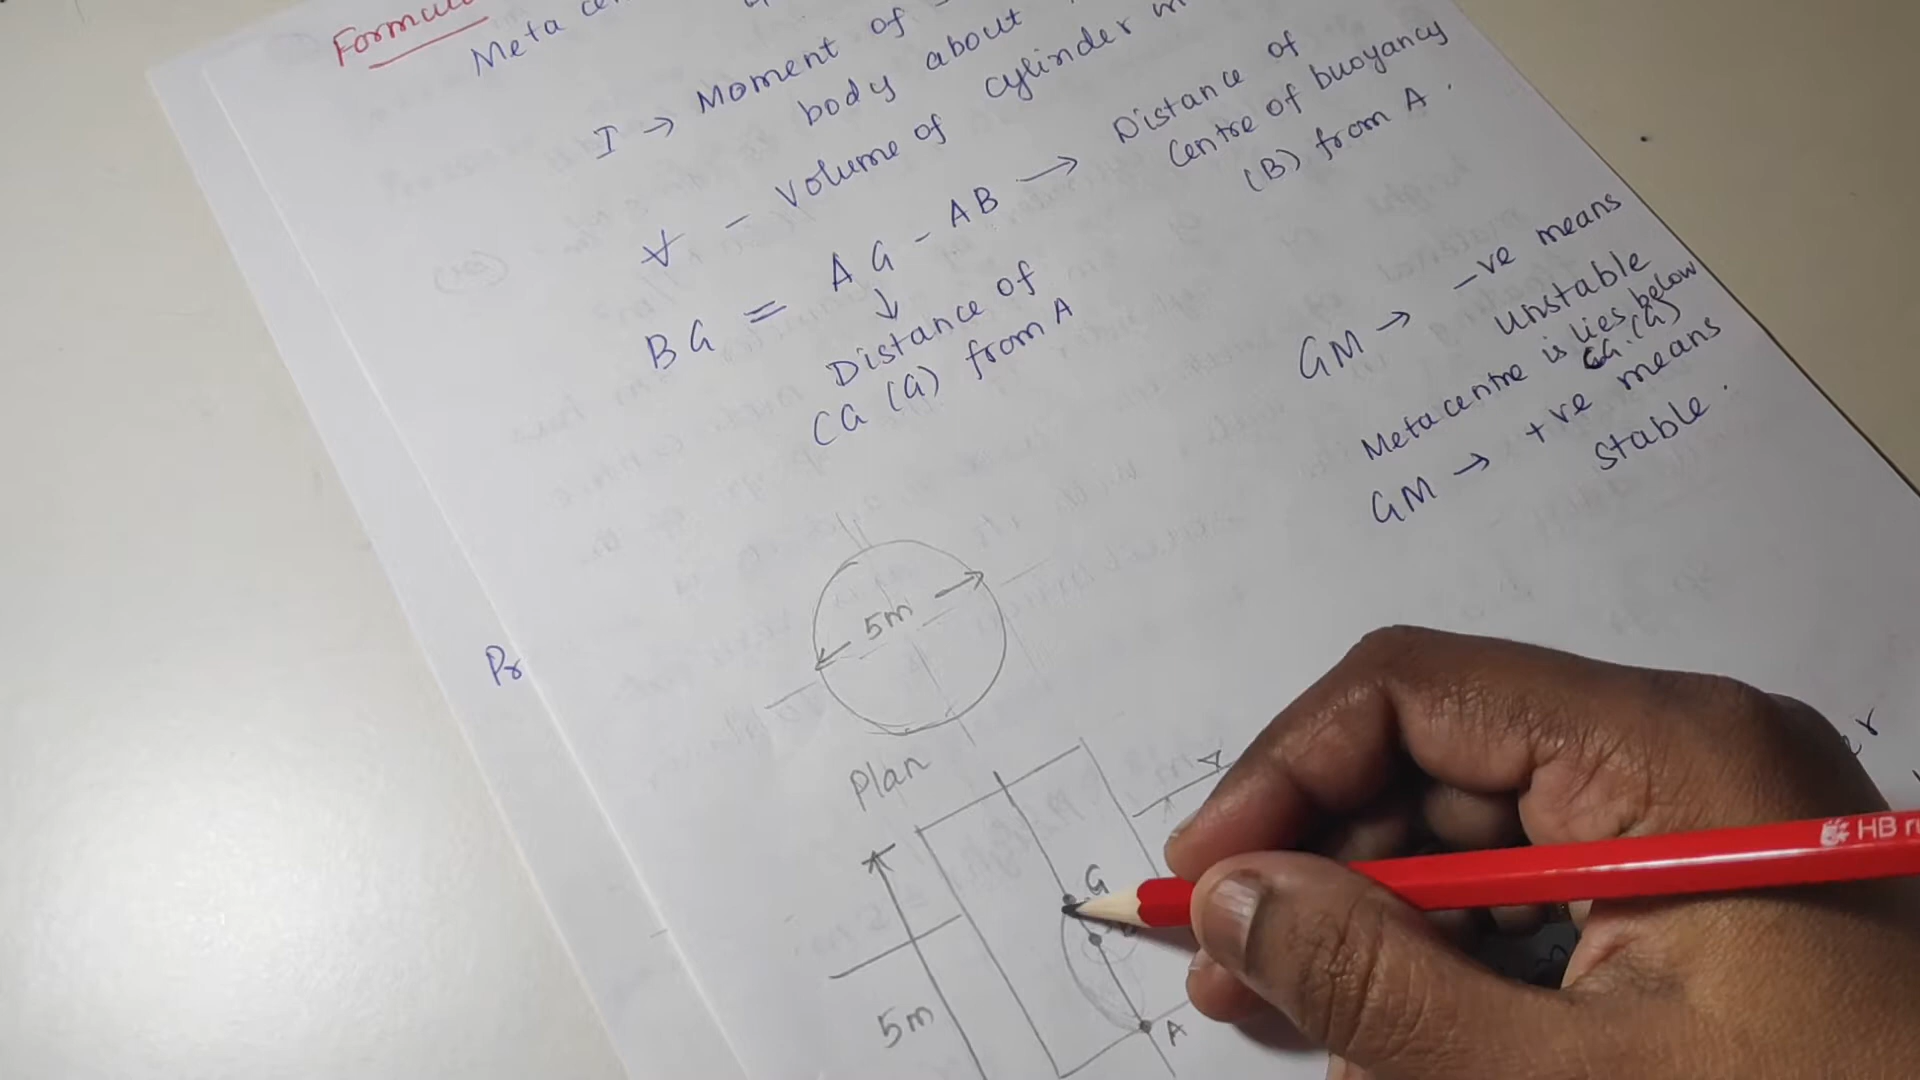 Meta
I → Moment of
body about
∀ - Volume of cylinder
BG = AG - AB → Distance of
Centre of buoyancy
(B) from A.
↓
Distance of
CG (G) from A
GM → -ve means
Unstable
Metacentre is lies below
CG. (G)
GM → +ve means
stable.
5m
Pr
Plan
G
5m
A
HB